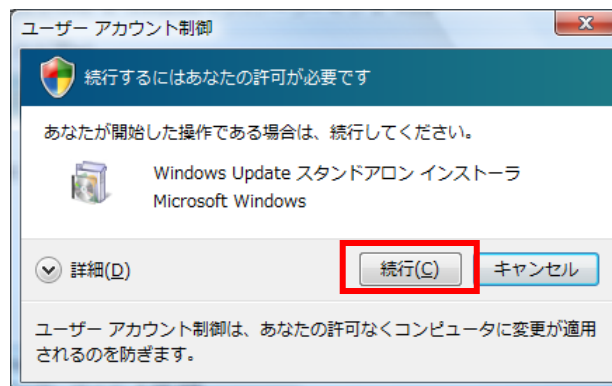 ユーザー アカウント制御
続行するにはあなたの許可が必要です
あなたが開始した操作である場合は、続行してください。
Windows Update スタンドアロン インストーラ
Microsoft Windows
詳細(D)
続行(C)
キャンセル
ユーザー アカウント制御は、あなたの許可なくコンピュータに変更が適用
されるのを防ぎます。